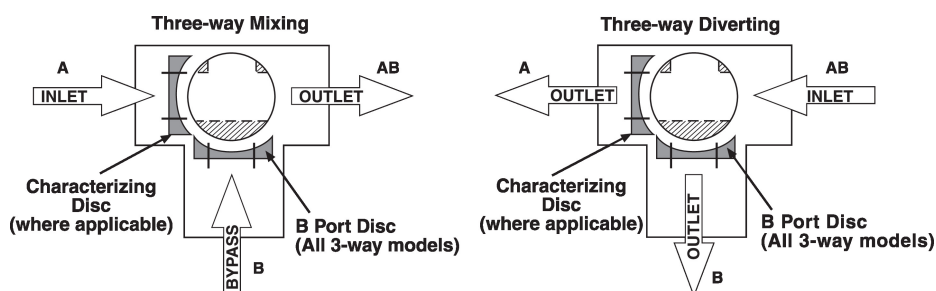 Three-way Mixing
A
INLET
AB
OUTLET
Characterizing
Disc
(where applicable)
B Port Disc
(All 3-way models)
BYPASS
B
Three-way Diverting
A
OUTLET
AB
INLET
Characterizing
Disc
(where applicable)
B Port Disc
(All 3-way models)
OUTLET
B